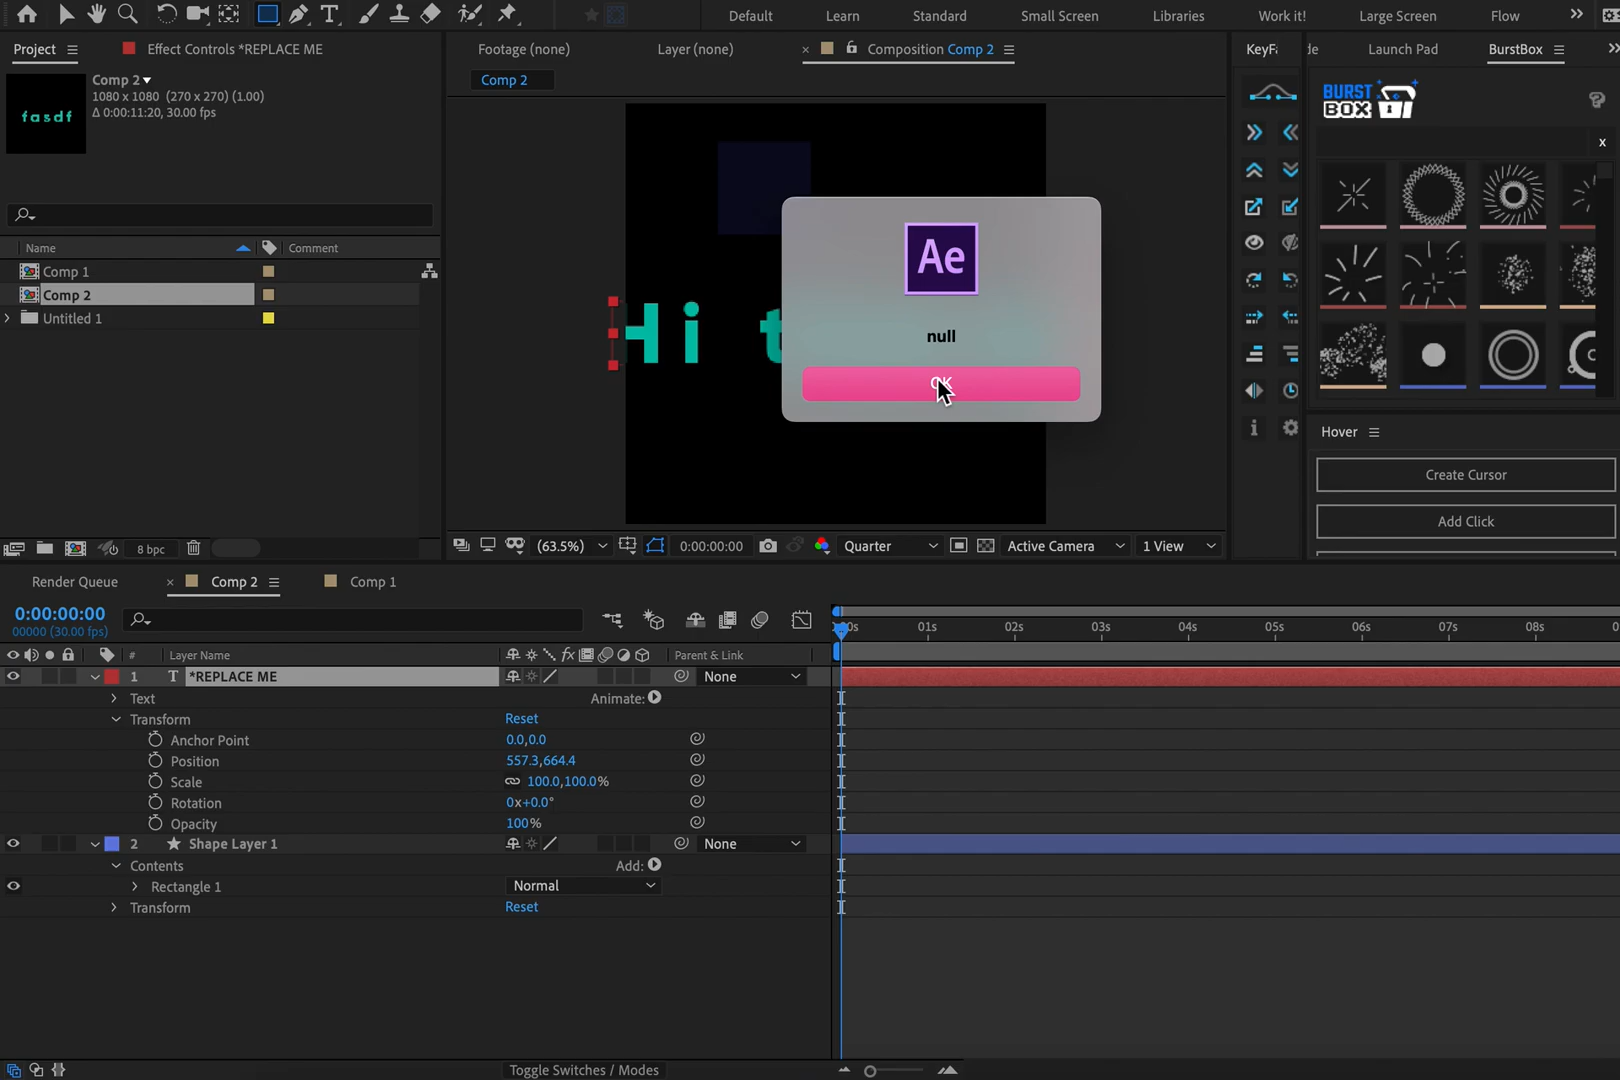 Default
Learn
Standard
Small Screen
Libraries
Work it!
Large Screen
Flow
Project
Effect Controls *REPLACE ME
Footage (none)
Layer (none)
Composition Comp 2
KeyFa
de
Launch Pad
BurstBox
Comp 2
1080 x 1080 (270 x 270) (1.00)
Δ 0:00:11:20, 30.00 fps
fasdf
Comp 2
BURST
BOX
x
Name
Comment
Comp 1
Comp 2
Untitled 1
Hi t
Ae
null
OK
Hover
Create Cursor
Add Click
8 bpc
(63.5%)
0:00:00:00
Quarter
Active Camera
1 View
Render Queue
Comp 2
Comp 1
0:00:00:00
00000 (30.00 fps)
0s 01s 02s 03s 04s 05s 06s 07s 08s 0
# Layer Name
fx
Parent & Link
1 T *REPLACE ME
None
Text
Animate:
Transform
Reset
Anchor Point
0.0,0.0
Position
557.3,664.4
Scale
100.0,100.0%
Rotation
0x+0.0°
Opacity
100%
2 Shape Layer 1
None
Contents
Add:
Rectangle 1
Normal
Transform
Reset
Toggle Switches / Modes